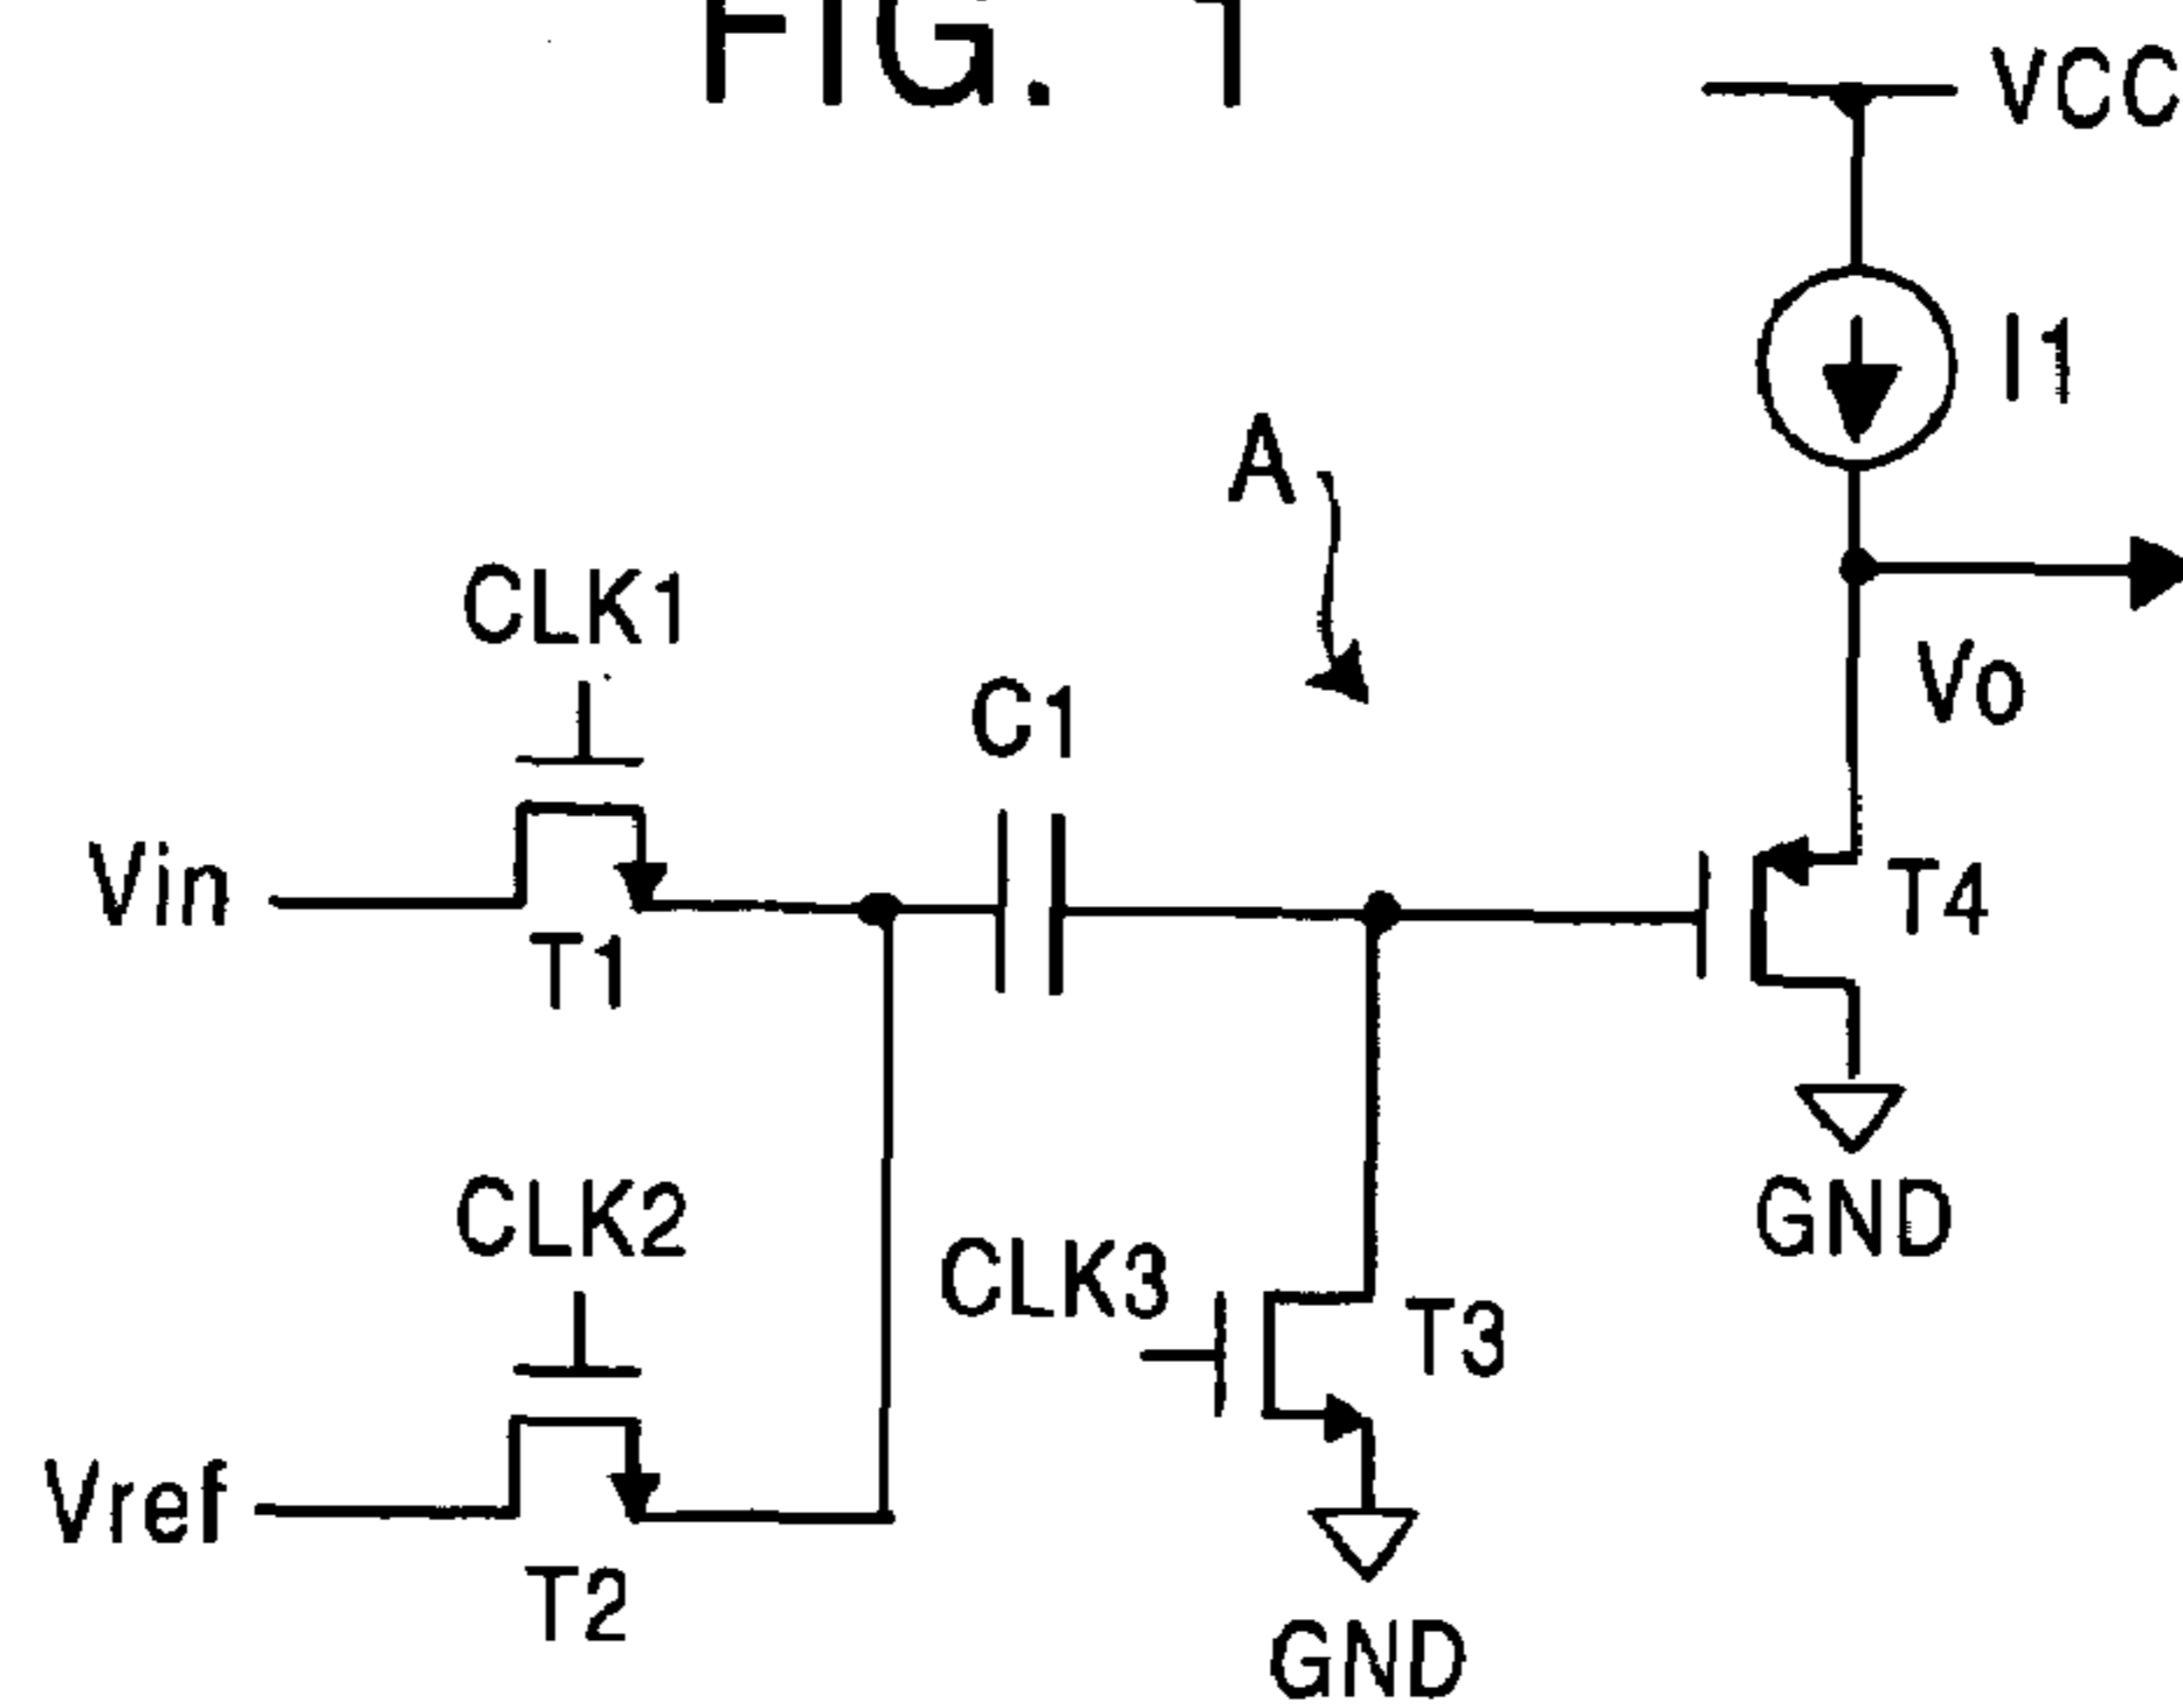 FIG. 1
VCC
I1
A
CLK1
C1
Vo
Vin
T1
T4
CLK2
GND
CLK3
T3
Vref
T2
GND